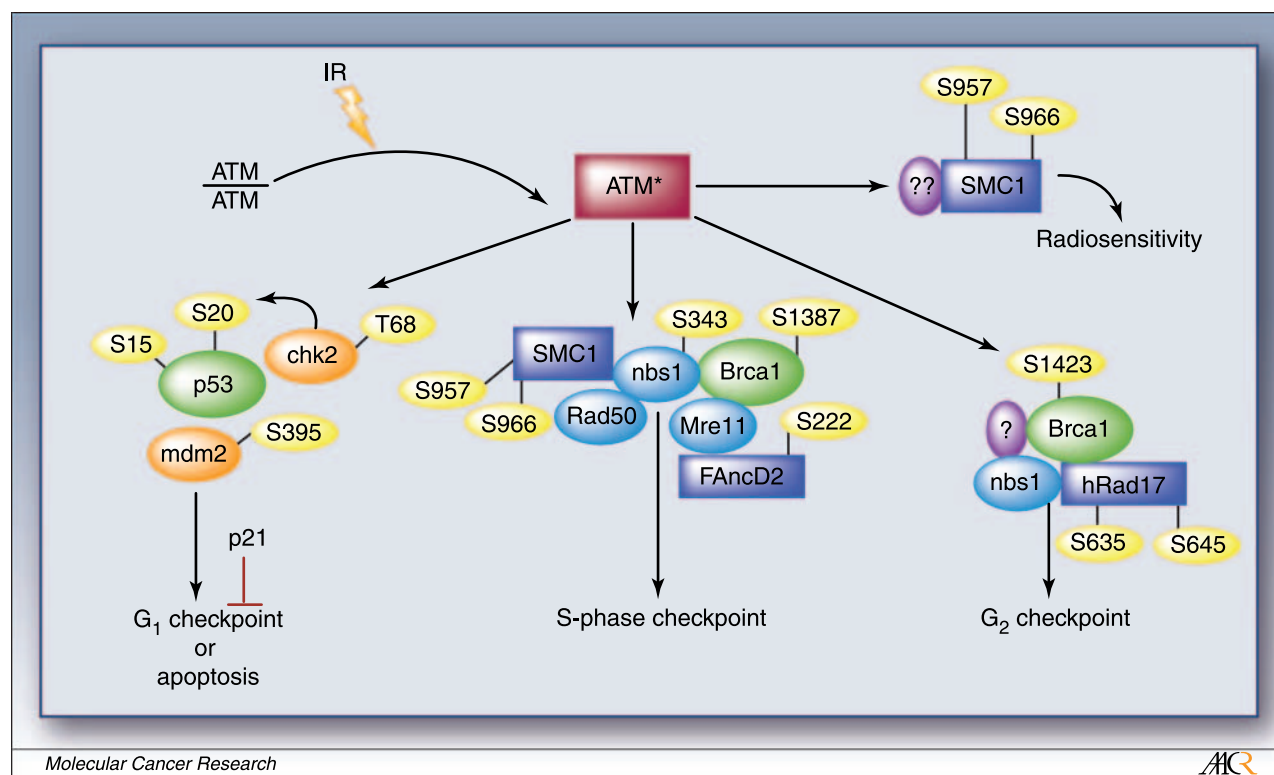 IR
ATM
ATM
ATM*
S957
S966
??
SMC1
Radiosensitivity
S15
S20
T68
chk2
p53
mdm2
S395
p21
G1 checkpoint
or
apoptosis
S343
S1387
SMC1
nbs1
Brca1
S957
S966
Rad50
Mre11
S222
FAncD2
S-phase checkpoint
S1423
?
Brca1
nbs1
hRad17
S635
S645
G2 checkpoint
Molecular Cancer Research
AACR